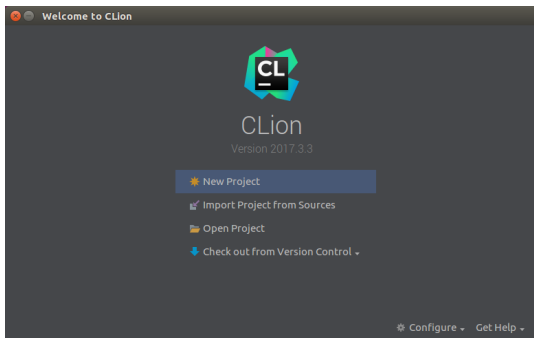 Welcome to CLion
CL
CLion
Version 2017.3.3
New Project
Import Project from Sources
Open Project
Check out from Version Control
Configure
Get Help